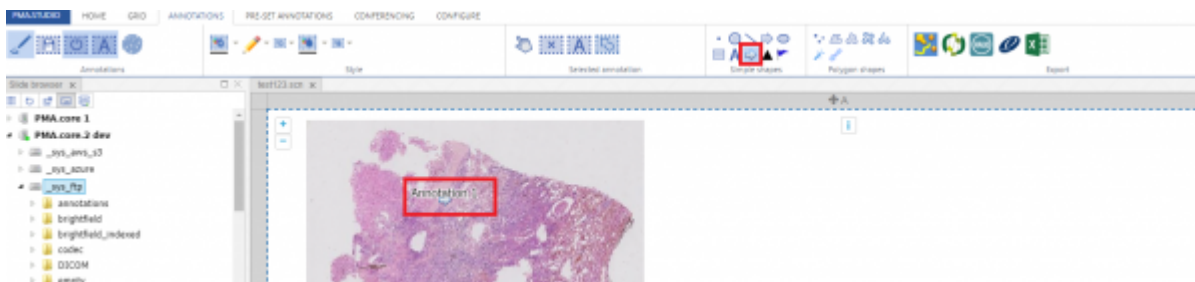 PMA.STUDIO HOME GRID ANNOTATIONS PRE-SET ANNOTATIONS CONFERENCING CONFIGURE
Annotations Style Selected annotation Simple shapes Polygon shapes Export
Slide browser test123.scn
A
PMA.core 1
PMA.core.2 dev
_sys_aws_s3
_sys_azure
_sys_ftp
annotations
brightfield
brightfield_indexed
codec
DICOM
empty
Annotation